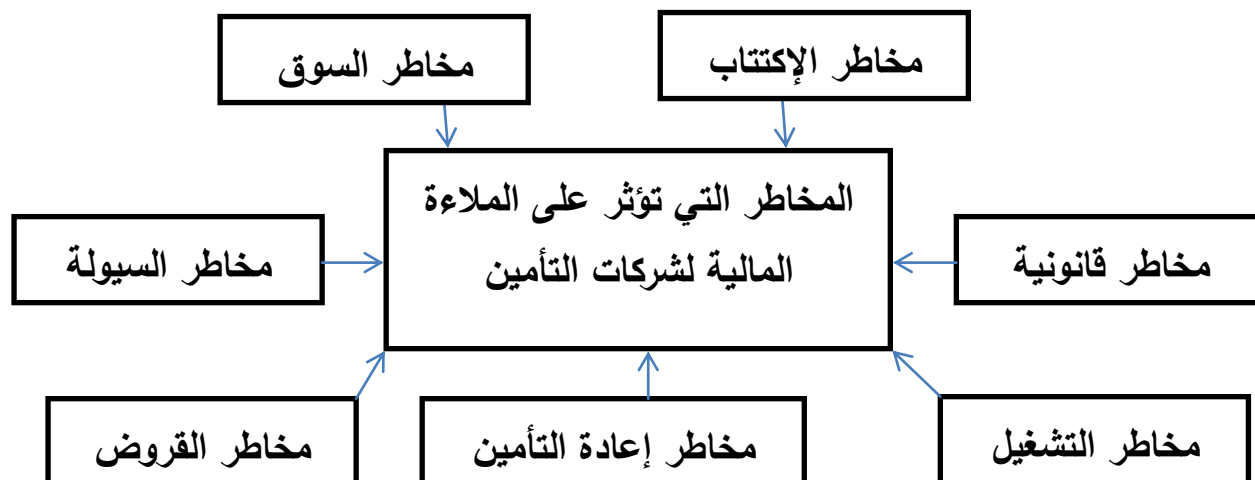 مخاطر الإكتتاب
مخاطر السوق
المخاطر التي تؤثر على الملاءة
المالية لشركات التأمين
مخاطر قانونية
مخاطر السيولة
مخاطر التشغيل
مخاطر إعادة التأمين
مخاطر القروض